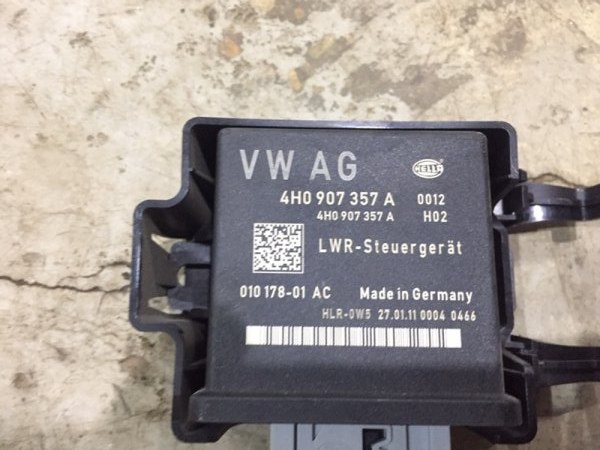 VW AG
HELLA
4H0 907 357 A 0012
4H0 907 357 A H02
LWR-Steuergerät
010 178-01 AC Made in Germany
HLR-0W5 27.01.11 0004 0466